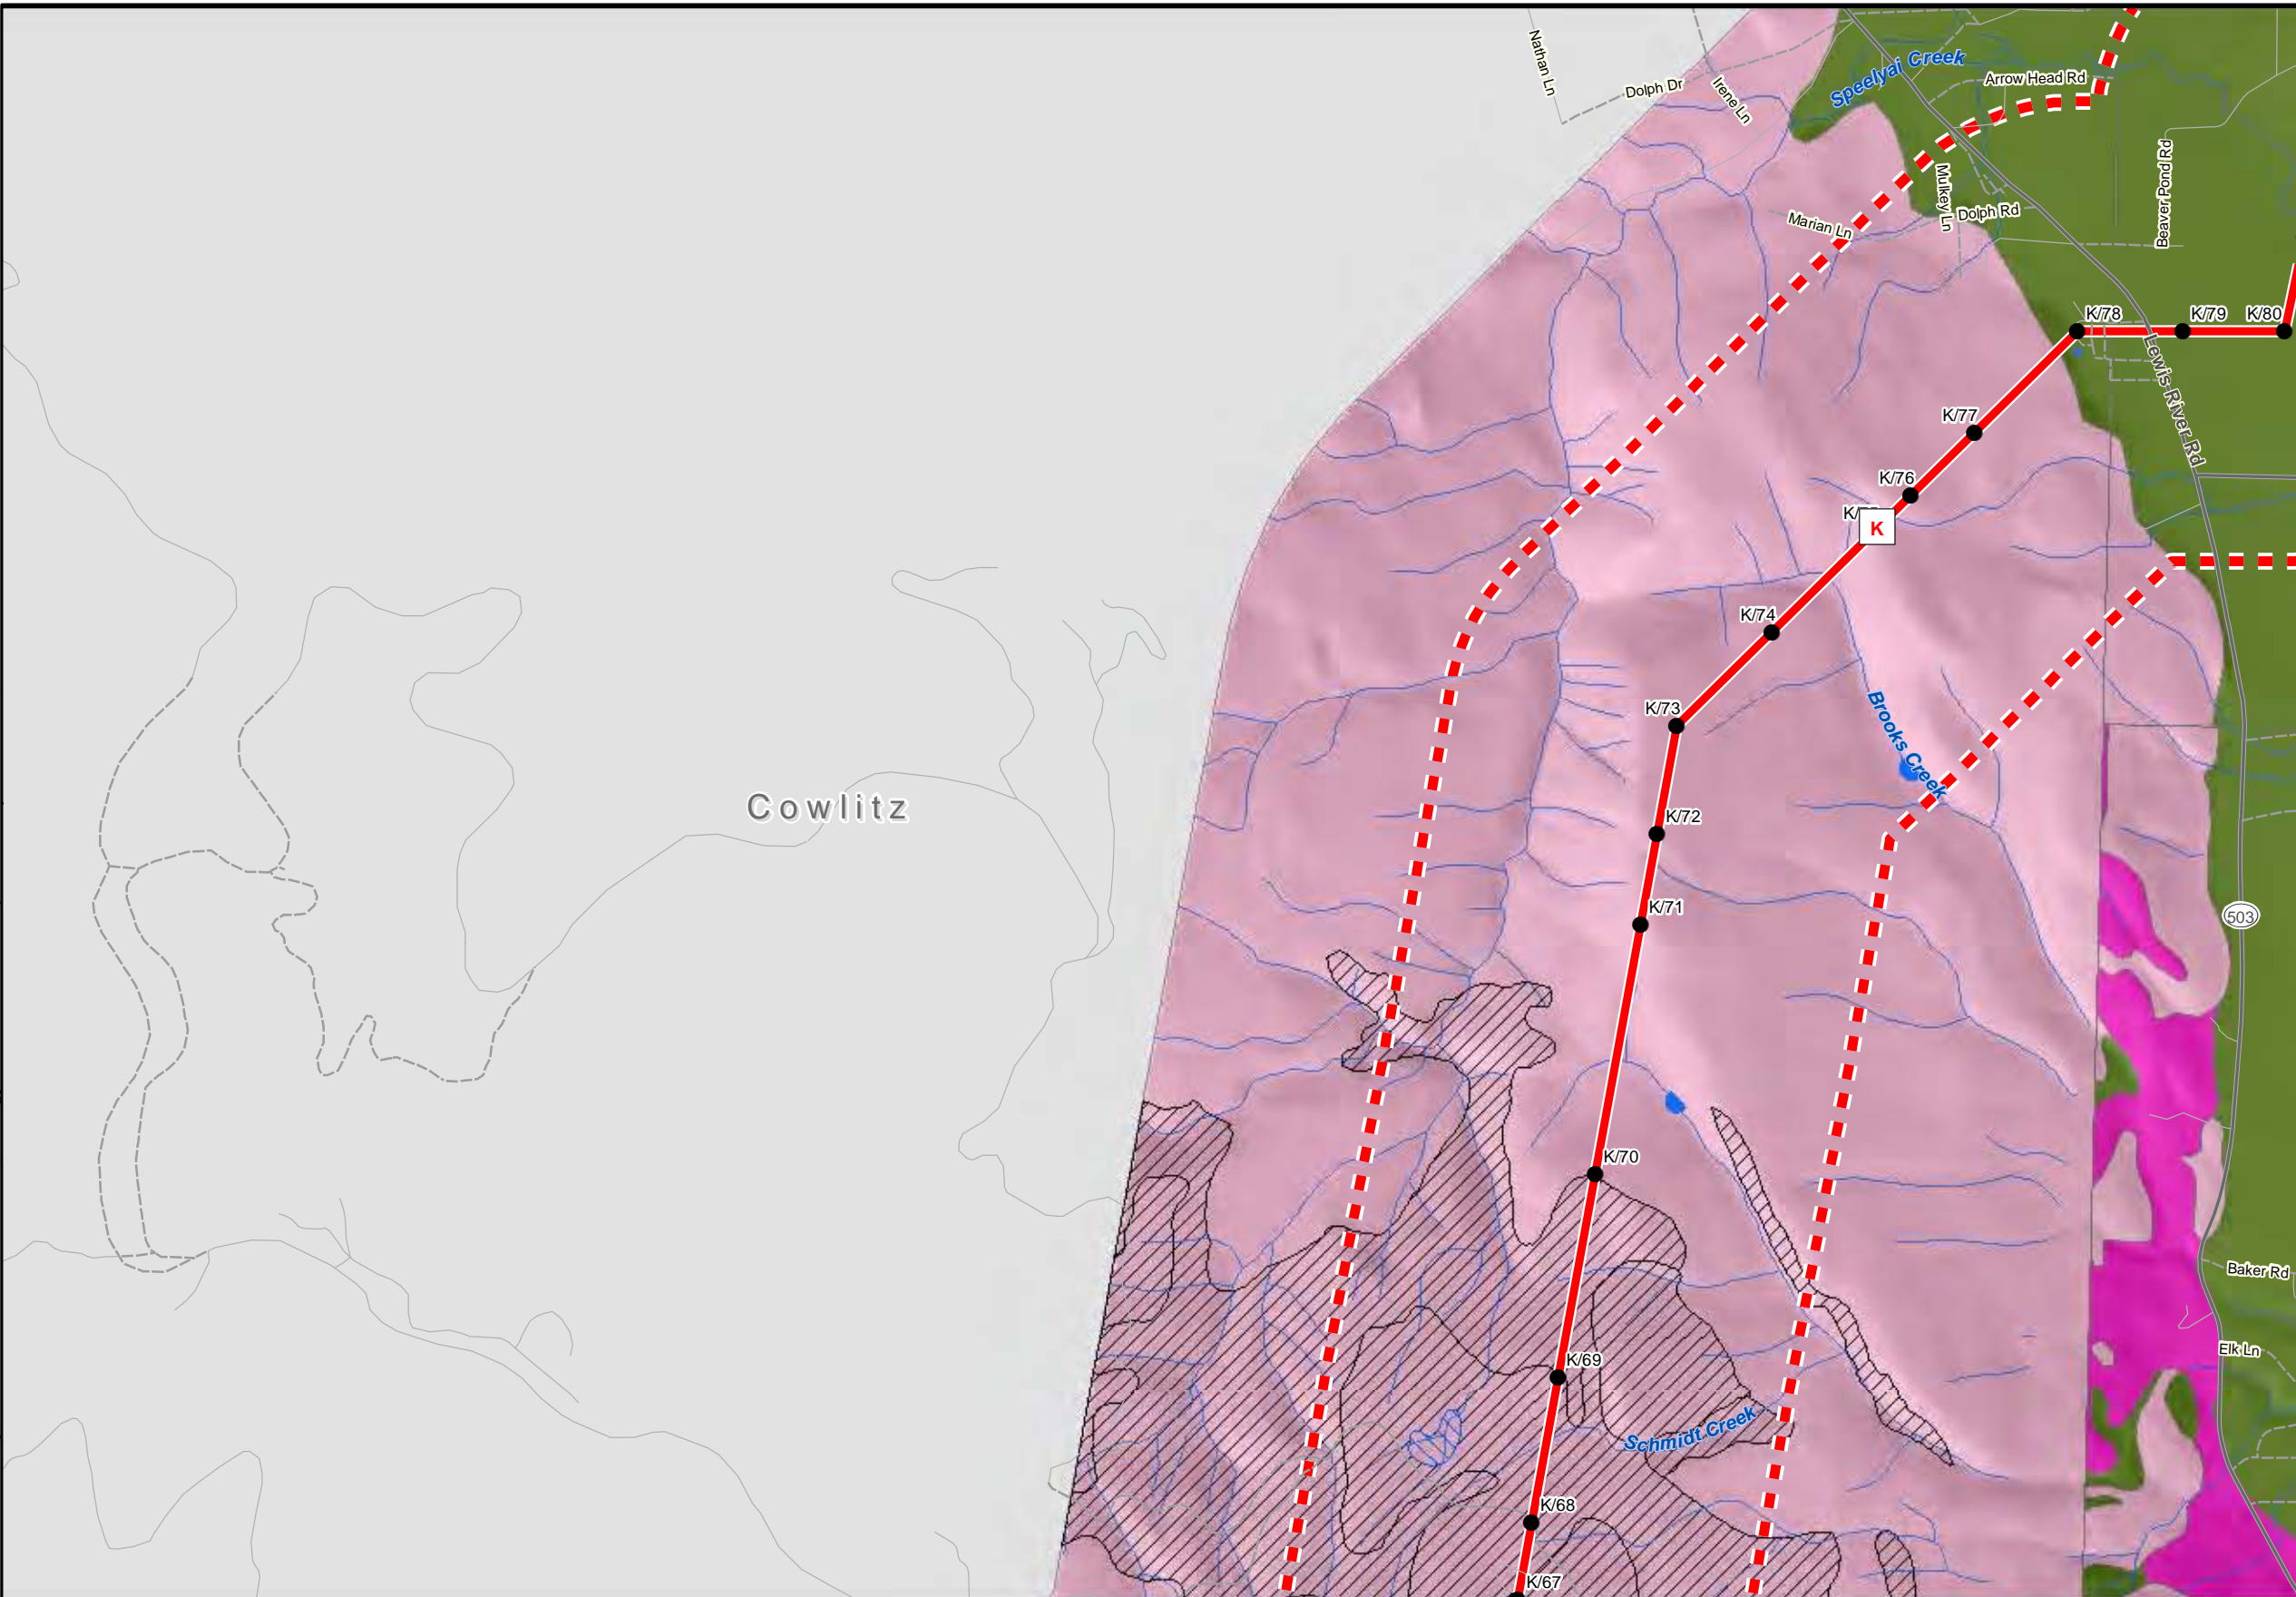 Nathan Ln
Dolph Dr
Irene Ln
Speelyai Creek
Arrow Head Rd
Mulkey Ln
Dolph Rd
Beaver Pond Rd
Marian Ln
K/78
K/79
K/80
Lewis River Rd
K/77
K/76
K
K/74
K/73
Brooks Creek
Cowlitz
K/72
K/71
503
K/70
Baker Rd
Elk Ln
K/69
Schmidt Creek
K/68
K/67